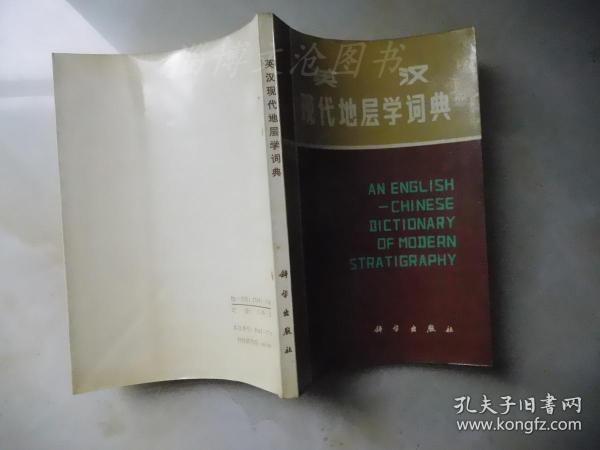 英汉
现代地层学词典
AN ENGLISH
—CHINESE
DICTIONARY
OF MODERN
STRATIGRAPHY
科学出版社
英汉现代地层学词典
科学出版社
孔夫子旧书网
www.kongfz.com